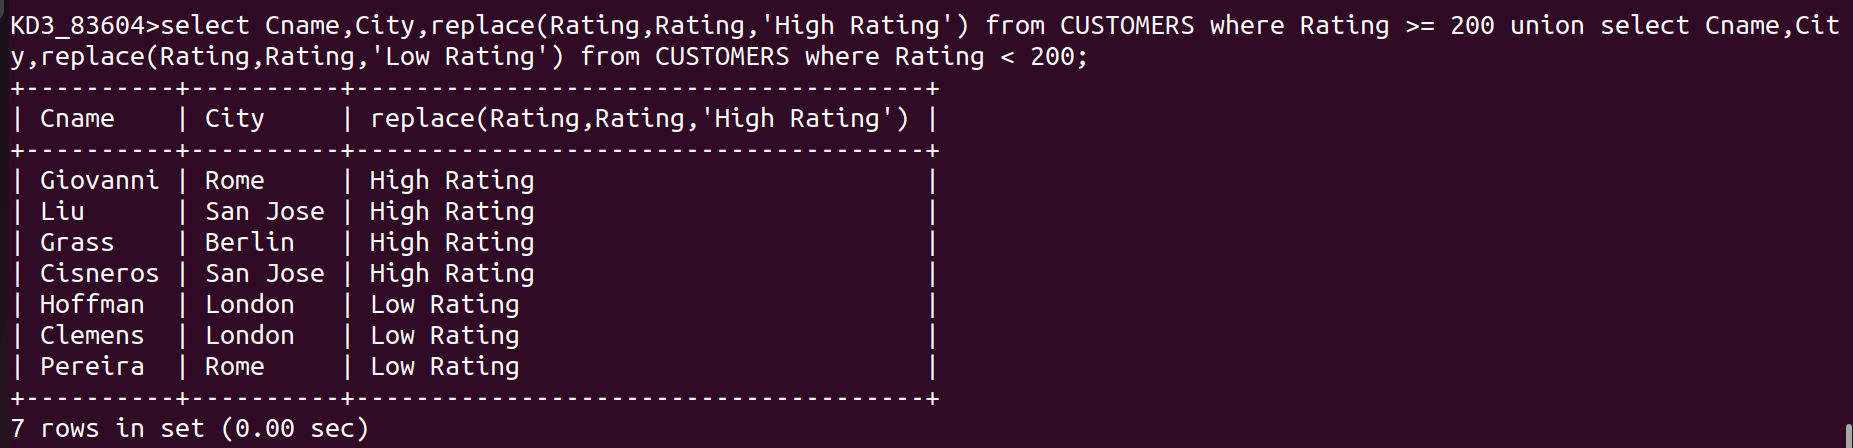 KD3_83604>select Cname,City,replace(Rating,Rating,'High Rating') from CUSTOMERS where Rating >= 200 union select Cname,Cit
y,replace(Rating,Rating,'Low Rating') from CUSTOMERS where Rating < 200;
+----------+----------+--------------------------------------+
| Cname    | City     | replace(Rating,Rating,'High Rating') |
+----------+----------+--------------------------------------+
| Giovanni | Rome     | High Rating                          |
| Liu      | San Jose | High Rating                          |
| Grass    | Berlin   | High Rating                          |
| Cisneros | San Jose | High Rating                          |
| Hoffman  | London   | Low Rating                           |
| Clemens  | London   | Low Rating                           |
| Pereira  | Rome     | Low Rating                           |
+----------+----------+--------------------------------------+
7 rows in set (0.00 sec)